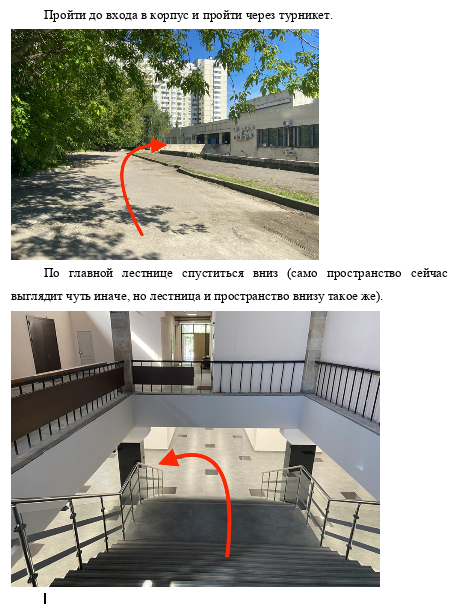 Пройти до входа в корпус и пройти через турникет.
По главной лестнице спуститься вниз (само пространство сейчас
выглядит чуть иначе, но лестница и пространство внизу такое же).